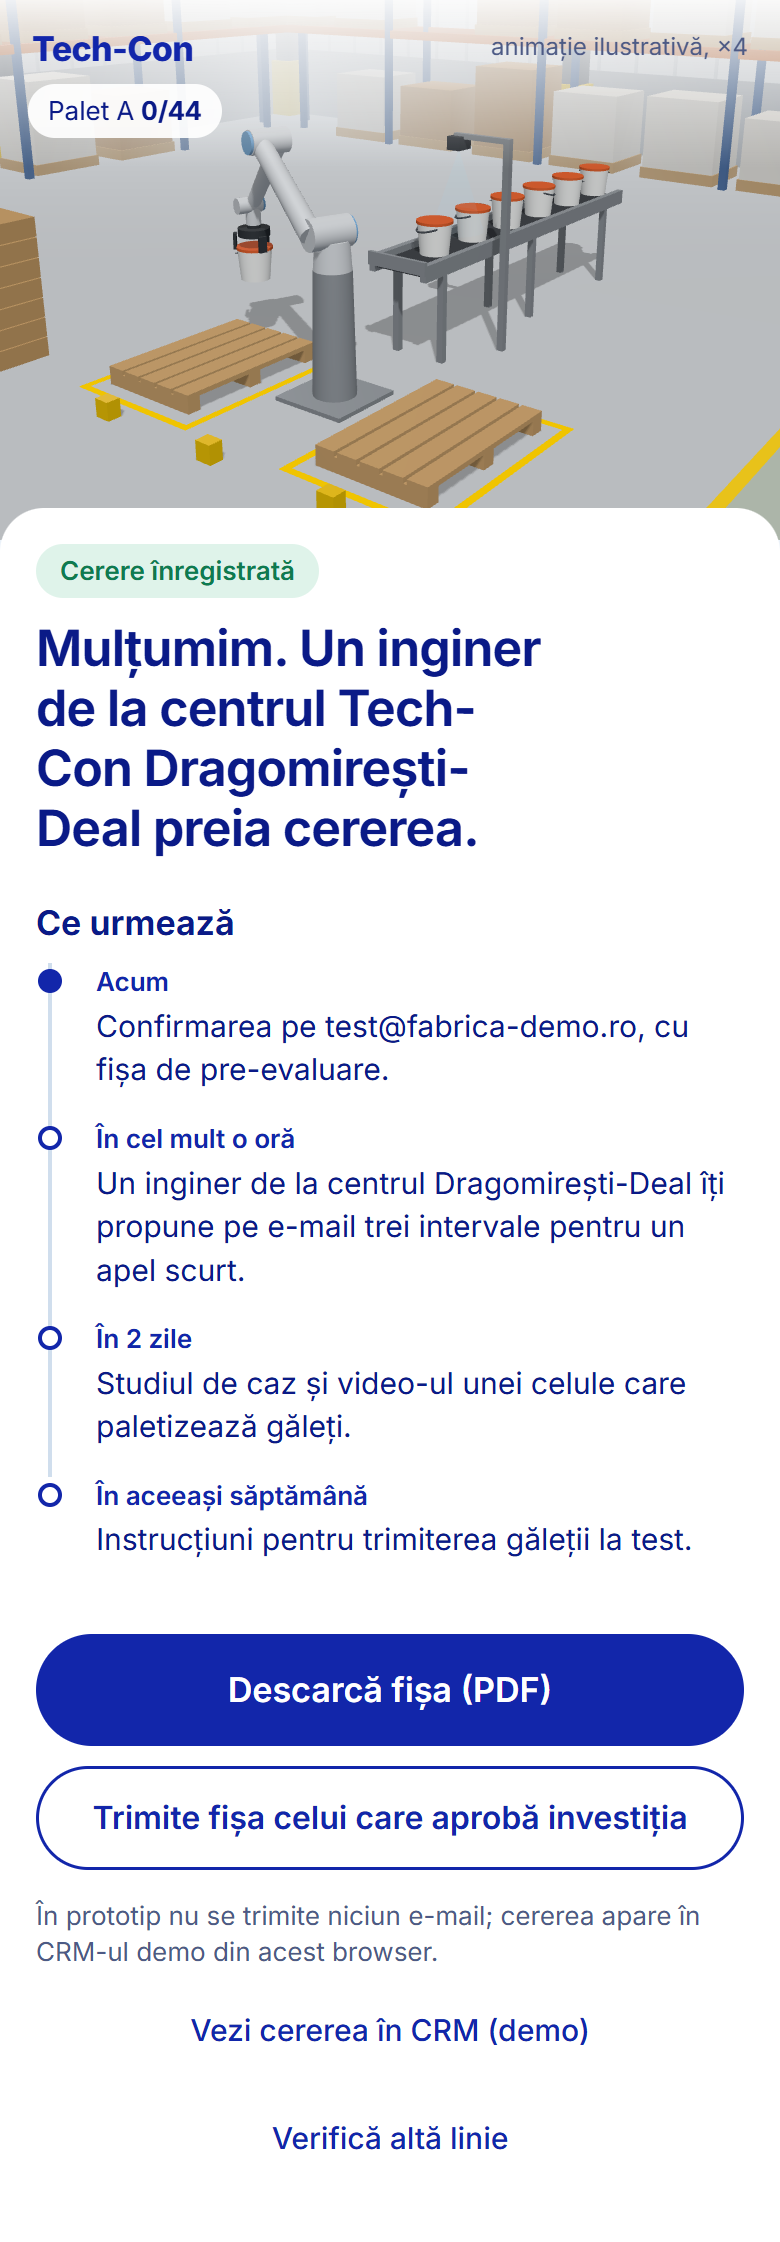 Tech-Con
animație ilustrativă, ×4
Palet A 0/44
Cerere înregistrată
Mulțumim. Un inginer
de la centrul Tech-
Con Dragomirești-
Deal preia cererea.
Ce urmează
Acum
Confirmarea pe test@fabrica-demo.ro, cu
fișa de pre-evaluare.
În cel mult o oră
Un inginer de la centrul Dragomirești-Deal îți
propune pe e-mail trei intervale pentru un
apel scurt.
În 2 zile
Studiul de caz și video-ul unei celule care
paletizează găleți.
În aceeași săptămână
Instrucțiuni pentru trimiterea găleții la test.
Descarcă fișa (PDF)
Trimite fișa celui care aprobă investiția
În prototip nu se trimite niciun e-mail; cererea apare în
CRM-ul demo din acest browser.
Vezi cererea în CRM (demo)
Verifică altă linie